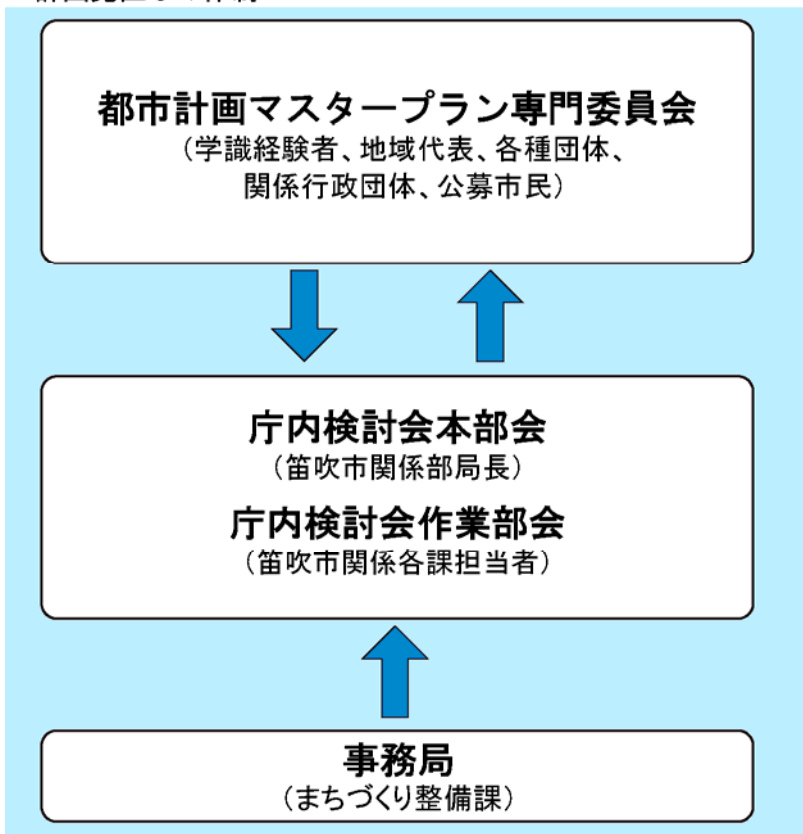 都市計画マスタープラン専門委員会
（学識経験者、地域代表、各種団体、
関係行政団体、公募市民）
庁内検討会本部会
（笛吹市関係部局長）
庁内検討会作業部会
（笛吹市関係各課担当者）
事務局
（まちづくり整備課）